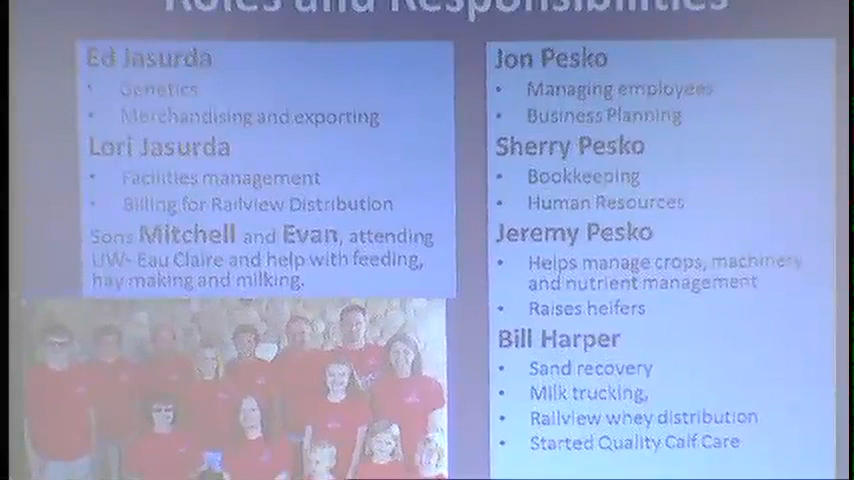 Roles and Responsibilities
Ed Jasurda
• Genetics
• Merchandising and exporting
Lori Jasurda
• Facilities management
• Billing for Railview Distribution
Sons Mitchell and Evan, attending
UW- Eau Claire and help with feeding,
hay making and milking.
Jon Pesko
• Managing employees
• Business Planning
Sherry Pesko
• Bookkeeping
• Human Resources
Jeremy Pesko
• Helps manage crops, machinery
and nutrient management
• Raises heifers
Bill Harper
• Sand recovery
• Milk trucking,
• Railview whey distribution
• Started Quality Calf Care